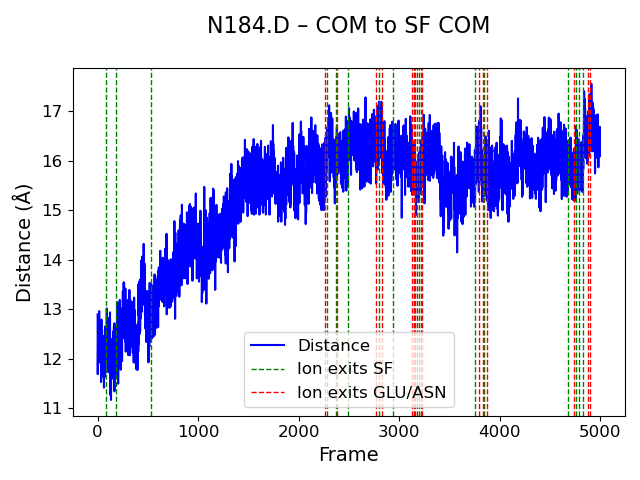 N184.D – COM to SF COM
Distance (Å)
17
16
15
14
13
12
11
Distance
Ion exits SF
Ion exits GLU/ASN
0 1000 2000 3000 4000 5000
Frame